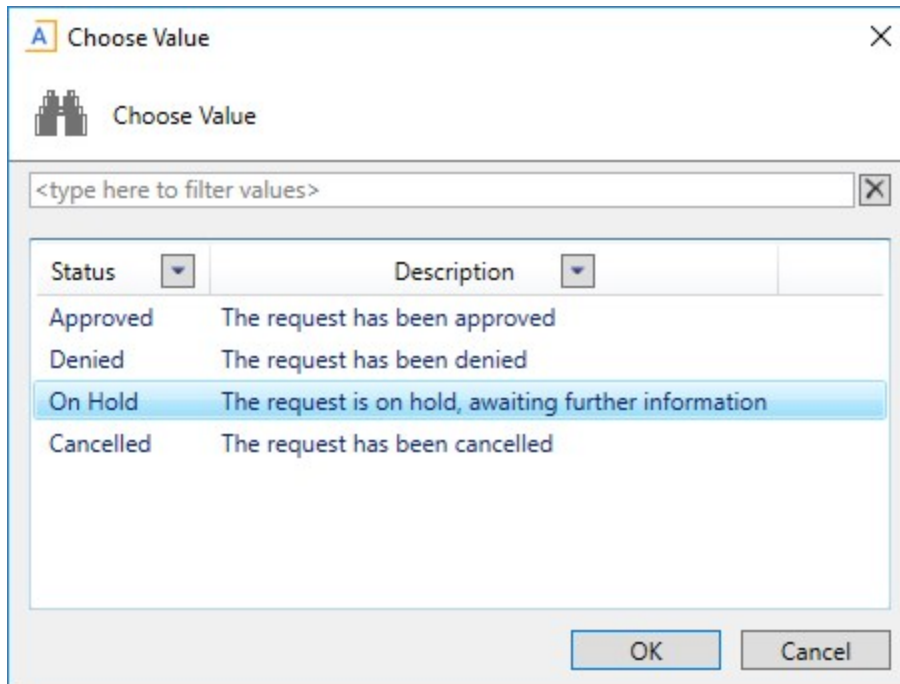 A Choose Value
Choose Value
<type here to filter values>
Status Description
Approved The request has been approved
Denied The request has been denied
On Hold The request is on hold, awaiting further information
Cancelled The request has been cancelled
OK Cancel